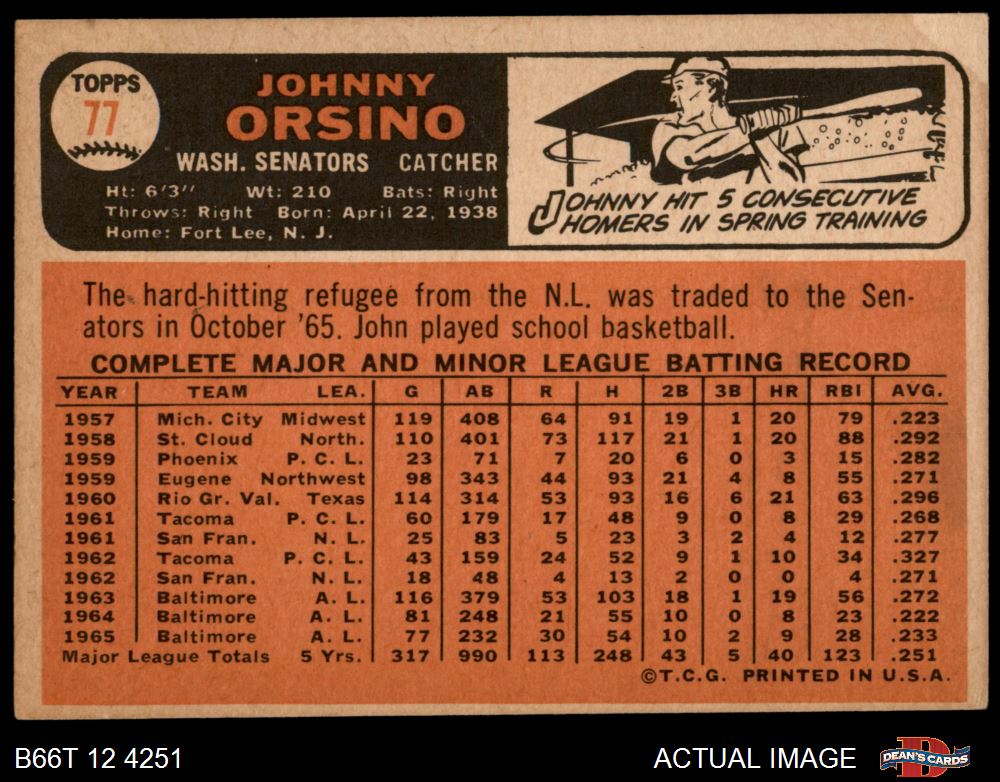 TOPPS
77
JOHNNY
ORSINO
WASH. SENATORS CATCHER
Ht: 6'3" Wt: 210 Bats: Right
Throws: Right Born: April 22, 1938
Home: Fort Lee, N. J.
JOHNNY HIT 5 CONSECUTIVE
HOMERS IN SPRING TRAINING
The hard-hitting refugee from the N.L. was traded to the Sen-
ators in October '65. John played school basketball.
COMPLETE MAJOR AND MINOR LEAGUE BATTING RECORD
YEAR TEAM LEA. G AB R H 2B 3B HR RBI AVG.
1957 Mich. City Midwest 119 408 64 91 19 1 20 79 .223
1958 St. Cloud North. 110 401 73 117 21 1 20 88 .292
1959 Phoenix P. C. L. 23 71 7 20 6 0 3 15 .282
1959 Eugene Northwest 98 343 44 93 21 4 8 55 .271
1960 Rio Gr. Val. Texas 114 314 53 93 16 6 21 63 .296
1961 Tacoma P. C. L. 60 179 17 48 9 0 8 29 .268
1961 San Fran. N. L. 25 83 5 23 3 2 4 12 .277
1962 Tacoma P. C. L. 43 159 24 52 9 1 10 34 .327
1962 San Fran. N. L. 18 48 4 13 2 0 0 4 .271
1963 Baltimore A. L. 116 379 53 103 18 1 19 56 .272
1964 Baltimore A. L. 81 248 21 55 10 0 8 23 .222
1965 Baltimore A. L. 77 232 30 54 10 2 9 28 .233
Major League Totals 5 Yrs. 317 990 113 248 43 5 40 123 .251
©T.C.G. PRINTED IN U.S.A.
B66T 12 4251
ACTUAL IMAGE
DEAN'S CARDS